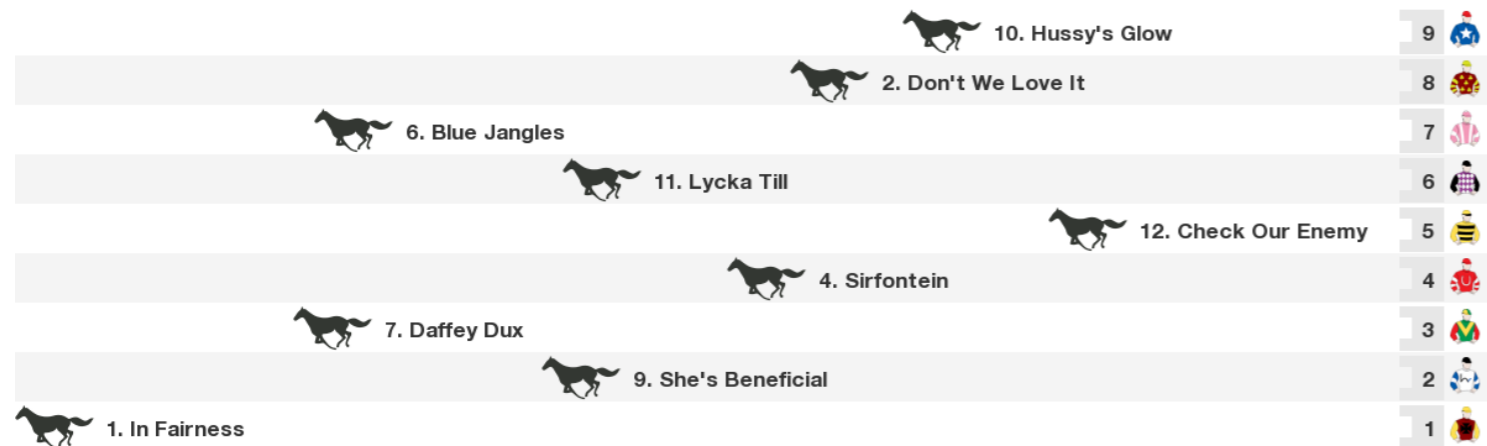 10. Hussy's Glow 9
2. Don't We Love It 8
6. Blue Jangles 7
11. Lycka Till 6
12. Check Our Enemy 5
4. Sirfontein 4
7. Daffey Dux 3
9. She's Beneficial 2
1. In Fairness 1